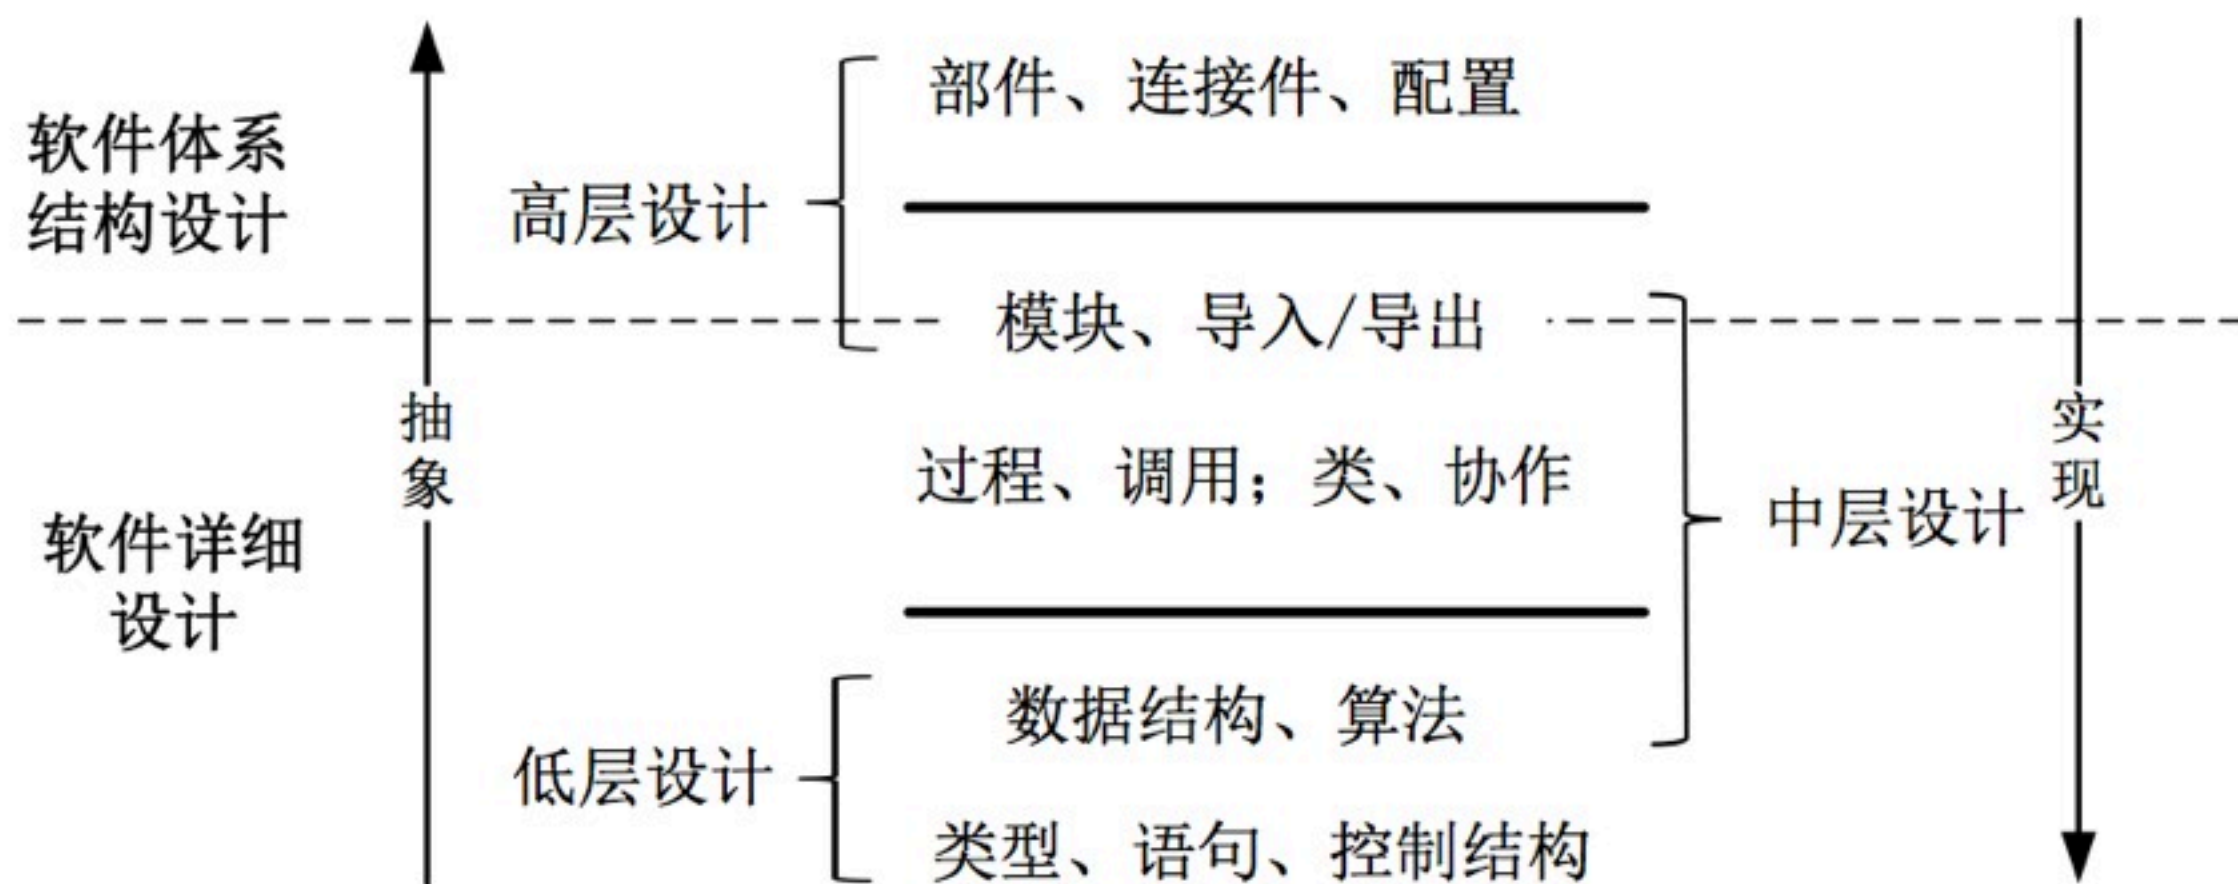 部件、连接件、配置
软件体系
结构设计
高层设计
模块、导入/导出
抽
象
实
现
过程、调用；类、协作
中层设计
软件详细
设计
数据结构、算法
低层设计
类型、语句、控制结构